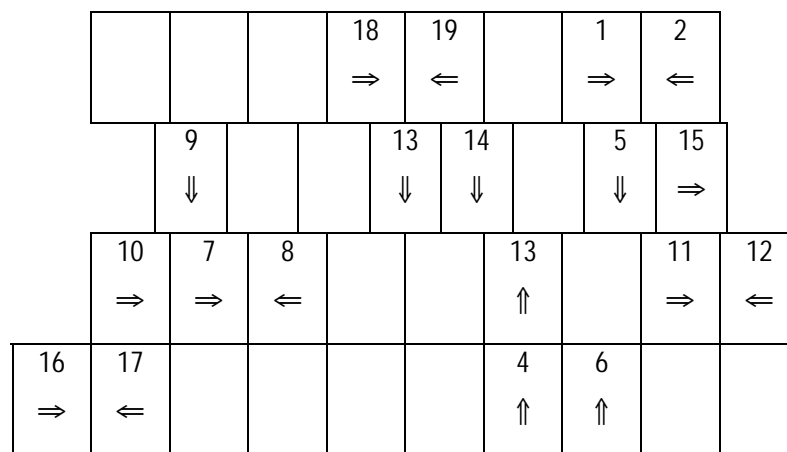 18 19 1 2
⇒ ⇐ ⇒ ⇐
9 13 14 5 15
⇓ ⇓ ⇓ ⇓ ⇒
10 7 8 13 11 12
⇒ ⇒ ⇐ ⇑ ⇒ ⇐
16 17 4 6
⇒ ⇐ ⇑ ⇑